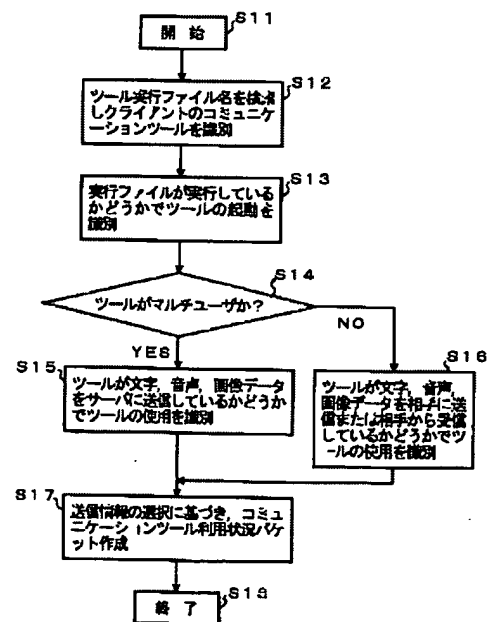 S11
開 始
S12
ツール実行ファイル名を検索
しクライアントのコミュニケ
ーションツールを識別
S13
実行ファイルが実行している
かどうかでツールの起動を
識別
S14
ツールがマルチユーザか?
YES
NO
S15
ツールが文字,音声,画像データ
をサーバに送信しているかどうか
でツールの使用を識別
S16
ツールが文字,音声,
画像データを相手に送
信または相手から受信
しているかどうかでツ
ールの使用を識別
S17
送信情報の選択に基づき,コミュ
ニケーションツール利用状況パケ
ット作成
S18
終 了